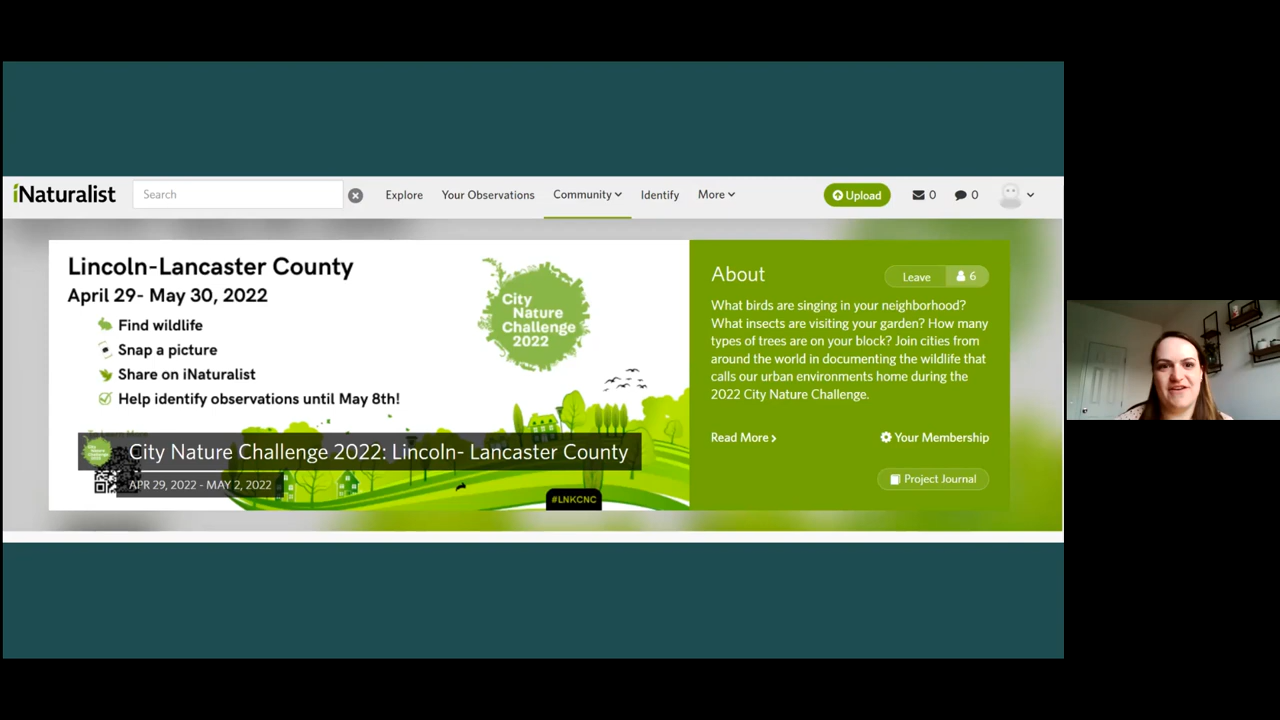 iNaturalist
Search
Explore
Your Observations
Community
Identify
More
Upload
0
0
Lincoln-Lancaster County
April 29- May 30, 2022
Find wildlife
Snap a picture
Share on iNaturalist
Help identify observations until May 8th!
City
Nature
Challenge
2022
City Nature Challenge 2022: Lincoln- Lancaster County
APR 29, 2022 - MAY 2, 2022
#LNKCNC
About
Leave
6
What birds are singing in your neighborhood?
What insects are visiting your garden? How many
types of trees are on your block? Join cities from
around the world in documenting the wildlife that
calls our urban environments home during the
2022 City Nature Challenge.
Read More
Your Membership
Project Journal